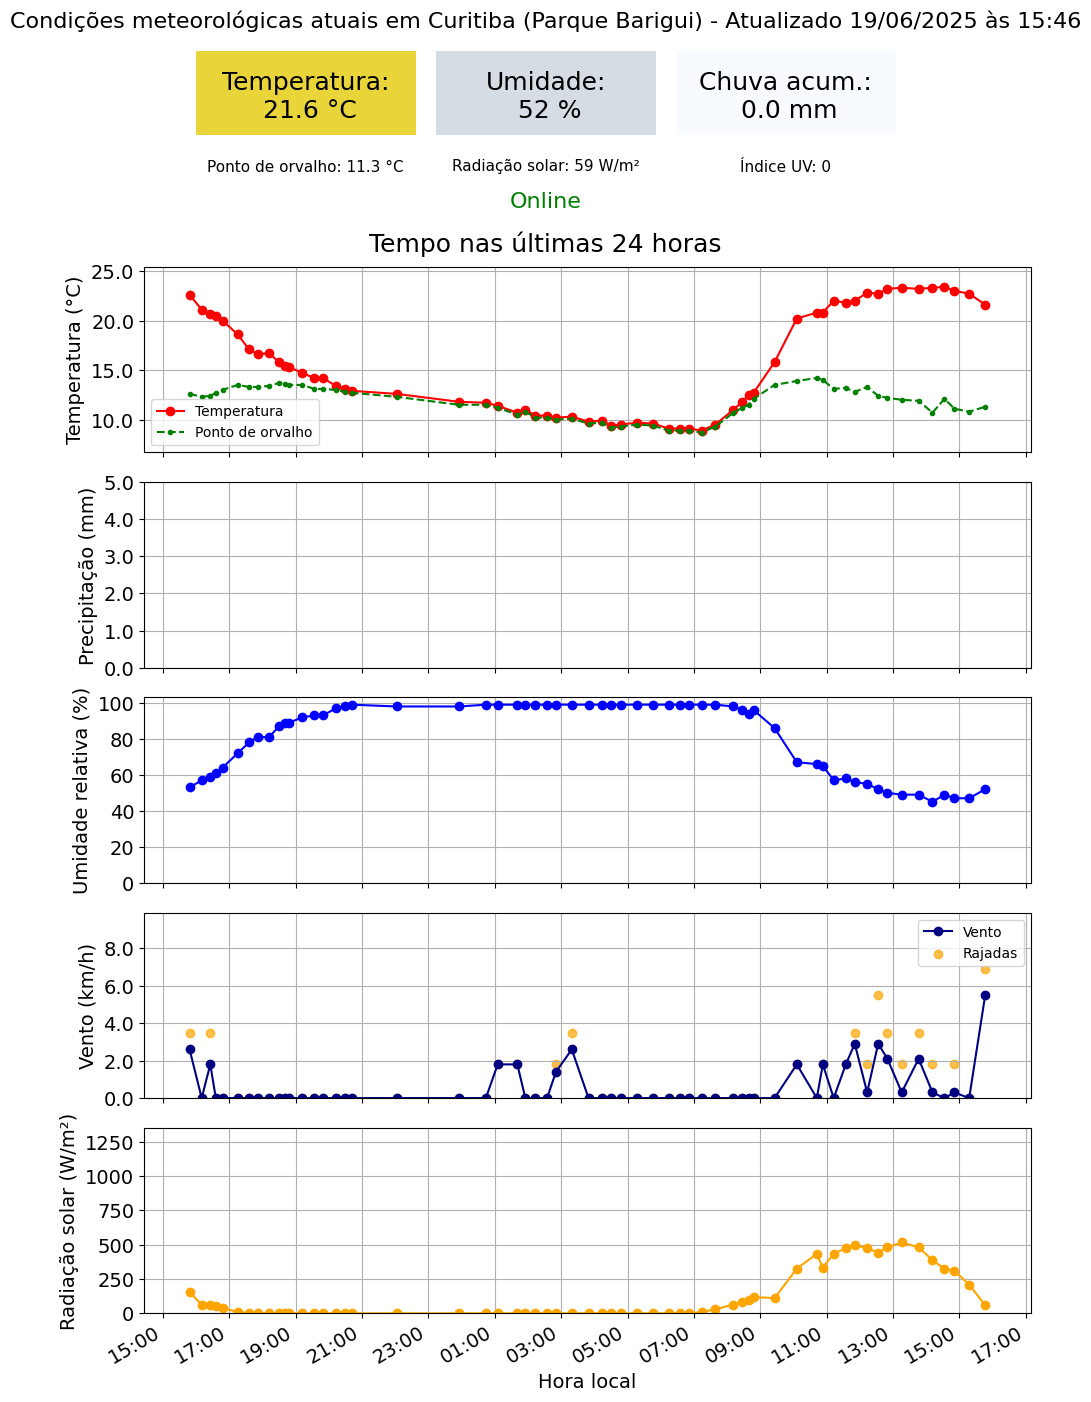 Condições meteorológicas atuais em Curitiba (Parque Barigui) - Atualizado 19/06/2025 às 15:46
Temperatura:
21.6 °C
Umidade:
52 %
Chuva acum.:
0.0 mm
Ponto de orvalho: 11.3 °C
Radiação solar: 59 W/m²
Índice UV: 0
Online
Tempo nas últimas 24 horas
Temperatura (°C)
25.0
20.0
15.0
10.0
Temperatura
Ponto de orvalho
Precipitação (mm)
5.0
4.0
3.0
2.0
1.0
0.0
Umidade relativa (%)
100
80
60
40
20
0
Vento (km/h)
8.0
6.0
4.0
2.0
0.0
Vento
Rajadas
Radiação solar (W/m²)
1250
1000
750
500
250
0
15:00
17:00
19:00
21:00
23:00
01:00
03:00
05:00
07:00
09:00
11:00
13:00
15:00
17:00
Hora local